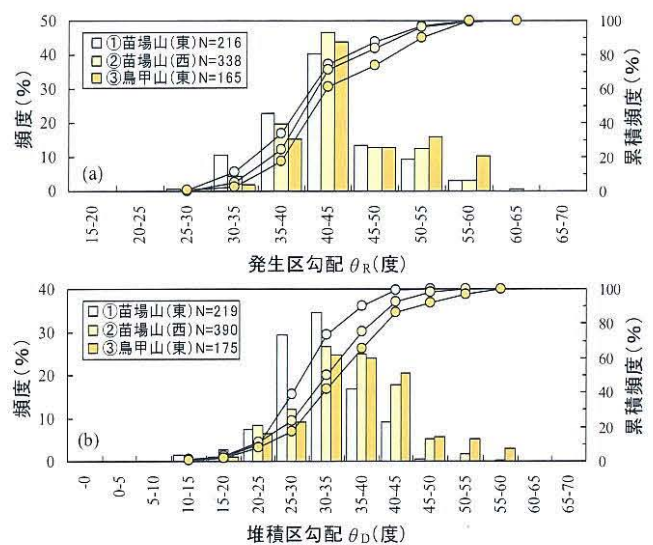 50
40
30
20
10
0
頻度(%)
①苗場山(東)N=216
②苗場山(西)N=338
③鳥甲山(東)N=165
(a)
100
80
60
40
20
0
累積頻度(%)
15-20 20-25 25-30 30-35 35-40 40-45 45-50 50-55 55-60 60-65 65-70
発生区勾配 θR(度)
40
30
20
10
0
頻度(%)
①苗場山(東)N=219
②苗場山(西)N=390
③鳥甲山(東)N=175
(b)
100
80
60
40
20
0
累積頻度(%)
-0 0-5 5-10 10-15 15-20 20-25 25-30 30-35 35-40 40-45 45-50 50-55 55-60 60-65 65-70
堆積区勾配 θD(度)